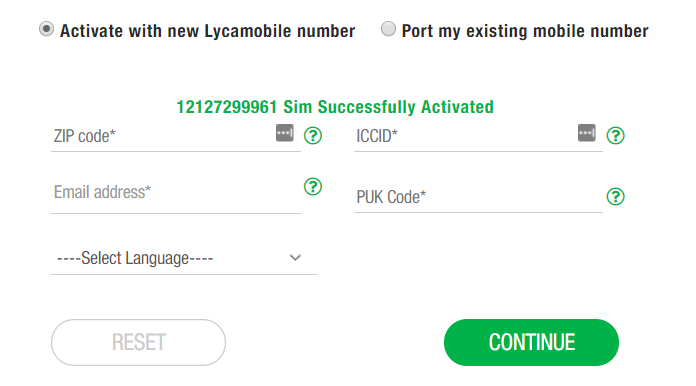 Activate with new Lycamobile number Port my existing mobile number
12127299961 Sim Successfully Activated
ZIP code* ? ICCID* ?
Email address* ? PUK Code* ?
----Select Language----
RESET CONTINUE